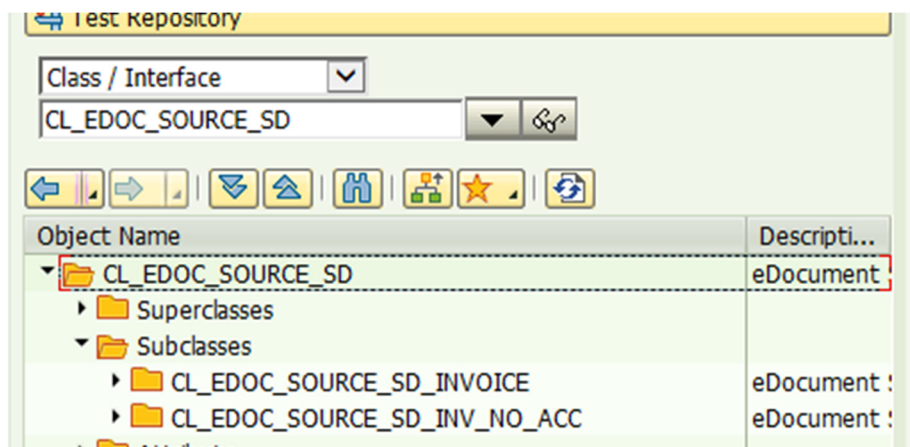 Test Repository
Class / Interface
CL_EDOC_SOURCE_SD
Object Name Descripti...
CL_EDOC_SOURCE_SD eDocument
Superclasses
Subclasses
CL_EDOC_SOURCE_SD_INVOICE eDocument
CL_EDOC_SOURCE_SD_INV_NO_ACC eDocument